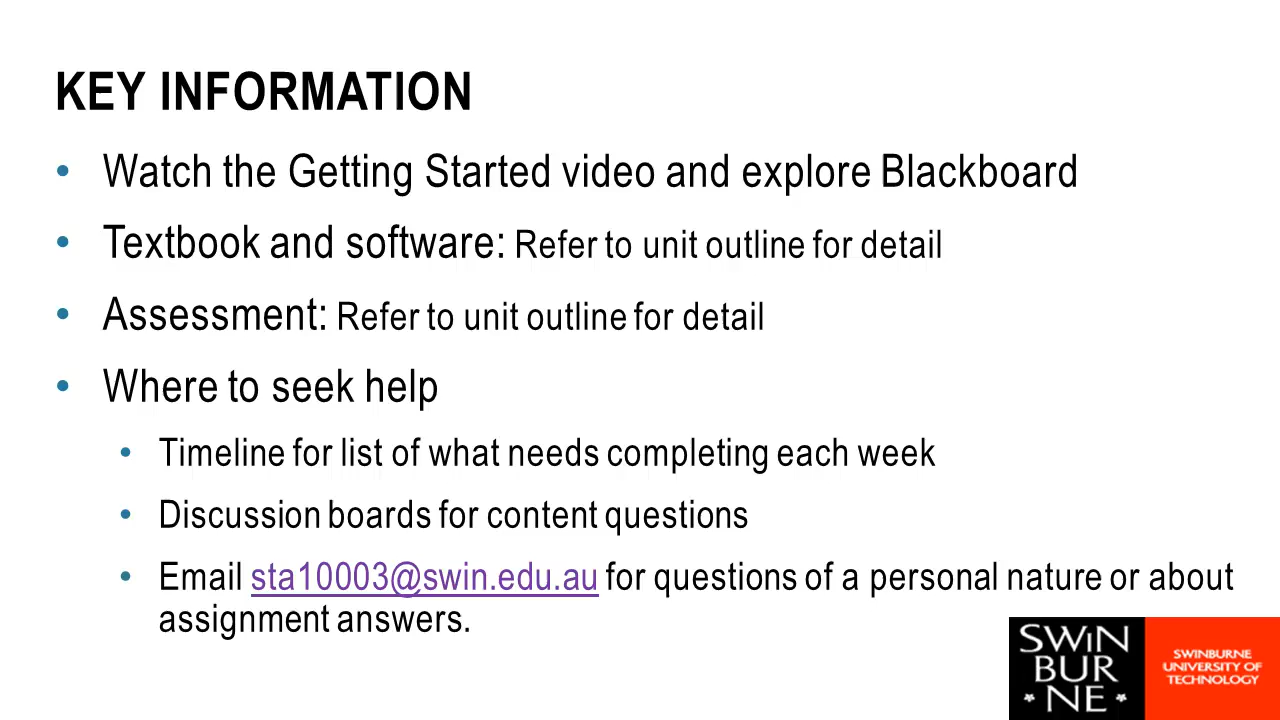 KEY INFORMATION
• Watch the Getting Started video and explore Blackboard
• Textbook and software: Refer to unit outline for detail
• Assessment: Refer to unit outline for detail
• Where to seek help
• Timeline for list of what needs completing each week
• Discussion boards for content questions
• Email sta10003@swin.edu.au for questions of a personal nature or about
assignment answers.
SWiN
BUR
NE
SWINBURNE
UNIVERSITY OF
TECHNOLOGY